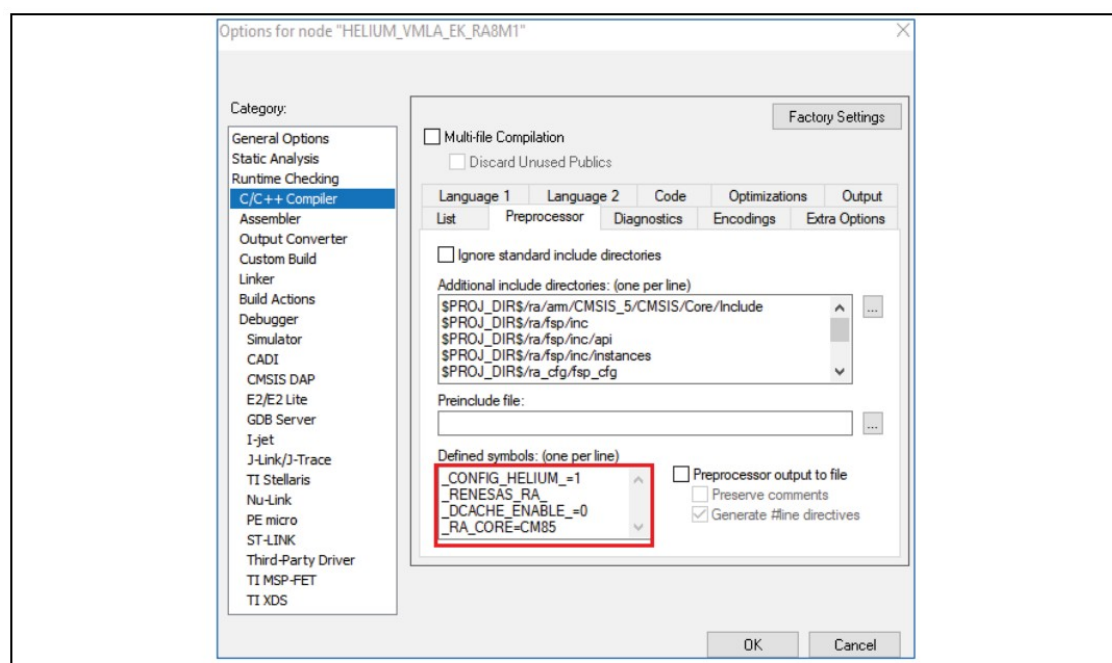 Options for node "HELIUM_VMLA_EK_RA8M1"
Category:
General Options
Static Analysis
Runtime Checking
C/C++ Compiler
Assembler
Output Converter
Custom Build
Linker
Build Actions
Debugger
Simulator
CADI
CMSIS DAP
E2/E2 Lite
GDB Server
I-jet
J-Link/J-Trace
TI Stellaris
Nu-Link
PE micro
ST-LINK
Third-Party Driver
TI MSP-FET
TI XDS
Factory Settings
Multi-file Compilation
Discard Unused Publics
Language 1 Language 2 Code Optimizations Output
List Preprocessor Diagnostics Encodings Extra Options
Ignore standard include directories
Additional include directories: (one per line)
$PROJ_DIR$/ra/arm/CMSIS_5/CMSIS/Core/Include
$PROJ_DIR$/ra/fsp/inc
$PROJ_DIR$/ra/fsp/inc/api
$PROJ_DIR$/ra/fsp/inc/instances
$PROJ_DIR$/ra_cfg/fsp_cfg
...
Preinclude file:
...
Defined symbols: (one per line)
_CONFIG_HELIUM_=1
_RENESAS_RA_
_DCACHE_ENABLE_=0
_RA_CORE=CM85
Preprocessor output to file
Preserve comments
Generate #line directives
OK Cancel